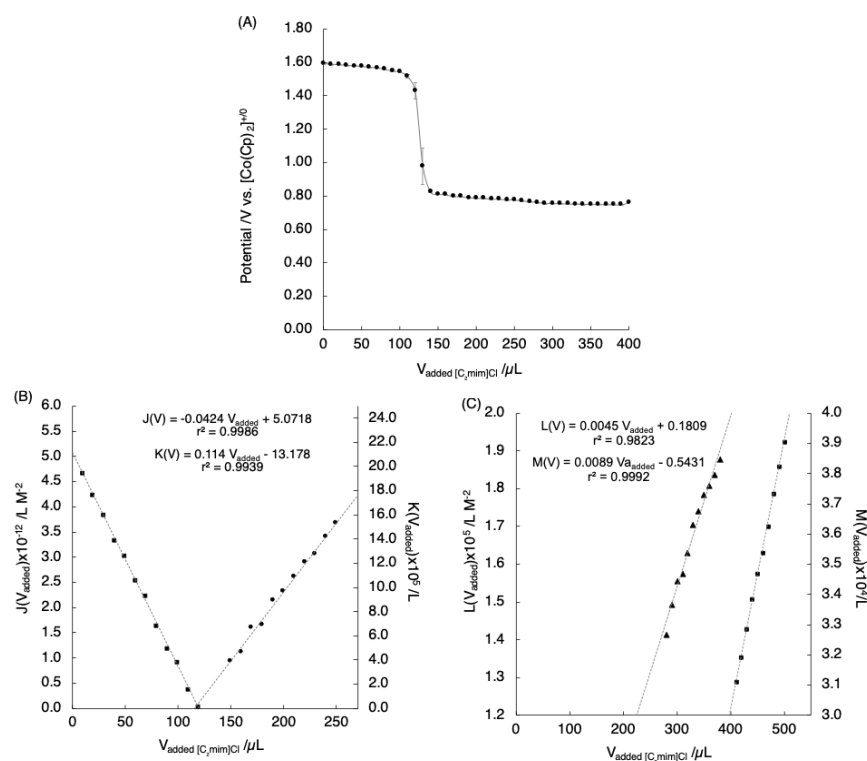 (A)
1.80
1.60
1.40
1.20
1.00
0.80
0.60
0.40
0.20
0.00
Potential /V vs. [Co(Cp)₂]⁺/⁰
0 50 100 150 200 250 300 350 400
V added [C₂mim]Cl /µL
(B)
J(V) = -0.0424 Vadded + 5.0718
r² = 0.9986
K(V) = 0.114 Vadded - 13.178
r² = 0.9939
6.0
5.5
5.0
4.5
4.0
3.5
3.0
2.5
2.0
1.5
1.0
0.5
0.0
J(Vadded)x10⁻¹² /L M⁻²
24.0
22.0
20.0
18.0
16.0
14.0
12.0
10.0
8.0
6.0
4.0
2.0
0.0
K(Vadded)x10⁵ /L
0 50 100 150 200 250
V added [C₂mim]Cl /µL
(C)
L(V) = 0.0045 Vadded + 0.1809
r² = 0.9823
M(V) = 0.0089 Vaadded - 0.5431
r² = 0.9992
2.0
1.9
1.8
1.7
1.6
1.5
1.4
1.3
1.2
L(Vadded)x10⁵ /L M⁻²
4.0
3.9
3.8
3.7
3.6
3.5
3.4
3.3
3.2
3.1
3.0
M(Vadded)x10⁴/L
0 100 200 300 400 500
V added [C,mim]Cl /µL